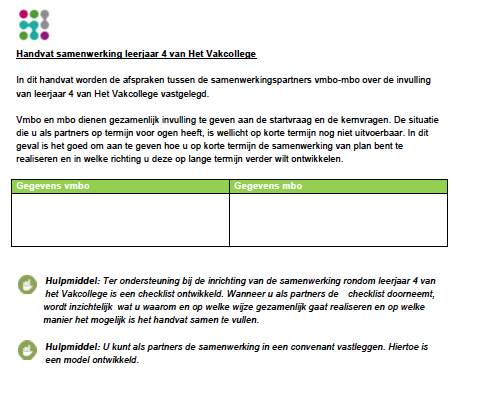 Handvat samenwerking leerjaar 4 van Het Vakcollege
In dit handvat worden de afspraken tussen de samenwerkingspartners vmbo-mbo over de invulling
van leerjaar 4 van Het Vakcollege vastgelegd.
Vmbo en mbo dienen gezamenlijk invulling te geven aan de startvraag en de kernvragen. De situatie
die u als partners op termijn voor ogen heeft, is wellicht op korte termijn nog niet uitvoerbaar. In dit
geval is het goed om aan te geven hoe u op korte termijn de samenwerking van plan bent te
realiseren en in welke richting u deze op lange termijn verder wilt ontwikkelen.
Gegevens vmbo Gegevens mbo
Hulpmiddel: Ter ondersteuning bij de inrichting van de samenwerking rondom leerjaar 4 van
het Vakcollege is een checklist ontwikkeld. Wanneer u als partners de checklist doorneemt,
wordt inzichtelijk wat u waarom en op welke wijze gezamenlijk gaat realiseren en op welke
manier het mogelijk is het handvat samen te vullen.
Hulpmiddel: U kunt als partners de samenwerking in een convenant vastleggen. Hiertoe is
een model ontwikkeld.